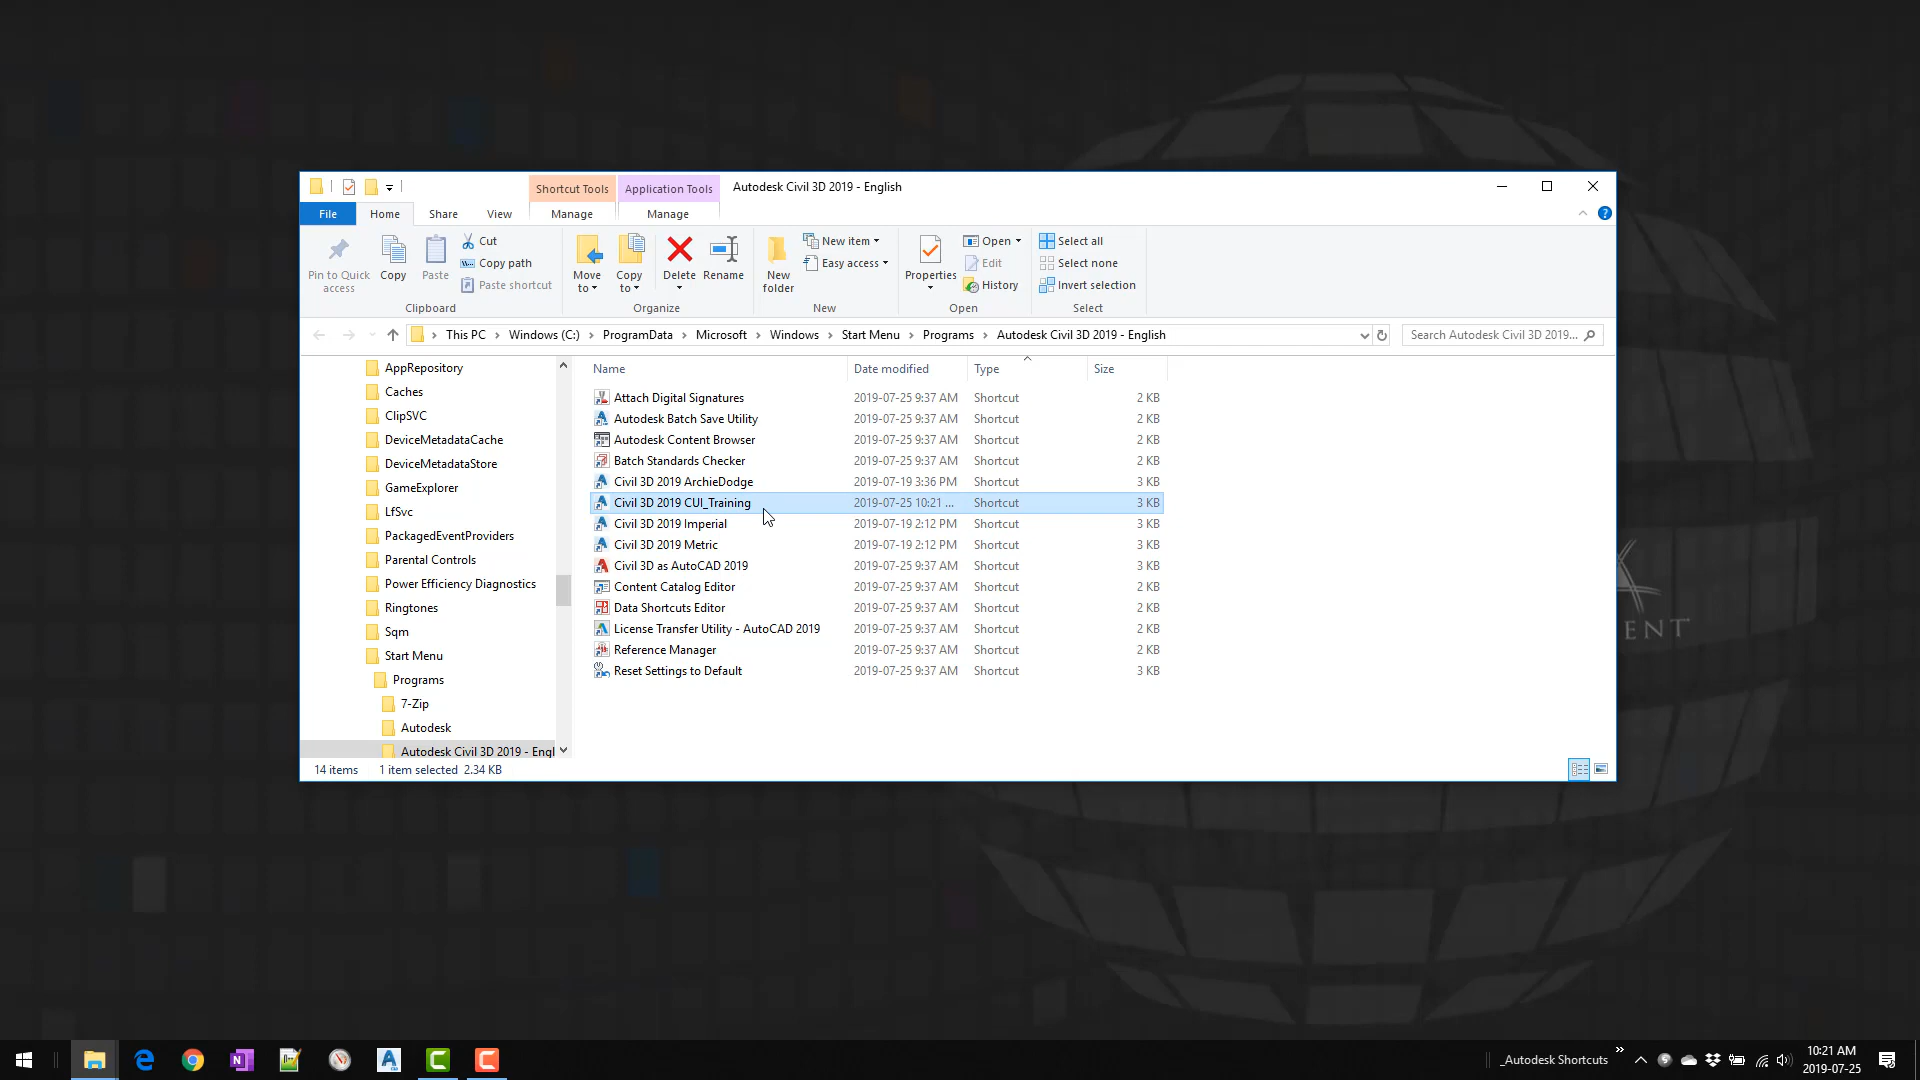 Shortcut Tools Application Tools Autodesk Civil 3D 2019 - English
File Home Share View Manage Manage
Pin to Quick access
Copy
Paste
Cut
Copy path
Paste shortcut
Clipboard
Move to
Copy to
Delete
Rename
Organize
New folder
New item
Easy access
New
Properties
Open
Edit
History
Open
Select all
Select none
Invert selection
Select
This PC Windows (C:) ProgramData Microsoft Windows Start Menu Programs Autodesk Civil 3D 2019 - English
Search Autodesk Civil 3D 2019...
AppRepository
Caches
ClipSVC
DeviceMetadataCache
DeviceMetadataStore
GameExplorer
LfSvc
PackagedEventProviders
Parental Controls
Power Efficiency Diagnostics
Ringtones
Sqm
Start Menu
Programs
7-Zip
Autodesk
Autodesk Civil 3D 2019 - Engl
Name Date modified Type Size
Attach Digital Signatures 2019-07-25 9:37 AM Shortcut 2 KB
Autodesk Batch Save Utility 2019-07-25 9:37 AM Shortcut 2 KB
Autodesk Content Browser 2019-07-25 9:37 AM Shortcut 2 KB
Batch Standards Checker 2019-07-25 9:37 AM Shortcut 2 KB
Civil 3D 2019 ArchieDodge 2019-07-19 3:36 PM Shortcut 3 KB
Civil 3D 2019 CUI_Training 2019-07-25 10:21 ... Shortcut 3 KB
Civil 3D 2019 Imperial 2019-07-19 2:12 PM Shortcut 3 KB
Civil 3D 2019 Metric 2019-07-19 2:12 PM Shortcut 3 KB
Civil 3D as AutoCAD 2019 2019-07-25 9:37 AM Shortcut 3 KB
Content Catalog Editor 2019-07-25 9:37 AM Shortcut 2 KB
Data Shortcuts Editor 2019-07-25 9:37 AM Shortcut 2 KB
License Transfer Utility - AutoCAD 2019 2019-07-25 9:37 AM Shortcut 2 KB
Reference Manager 2019-07-25 9:37 AM Shortcut 2 KB
Reset Settings to Default 2019-07-25 9:37 AM Shortcut 3 KB
14 items 1 item selected 2.34 KB
ENT
_Autodesk Shortcuts
10:21 AM
2019-07-25